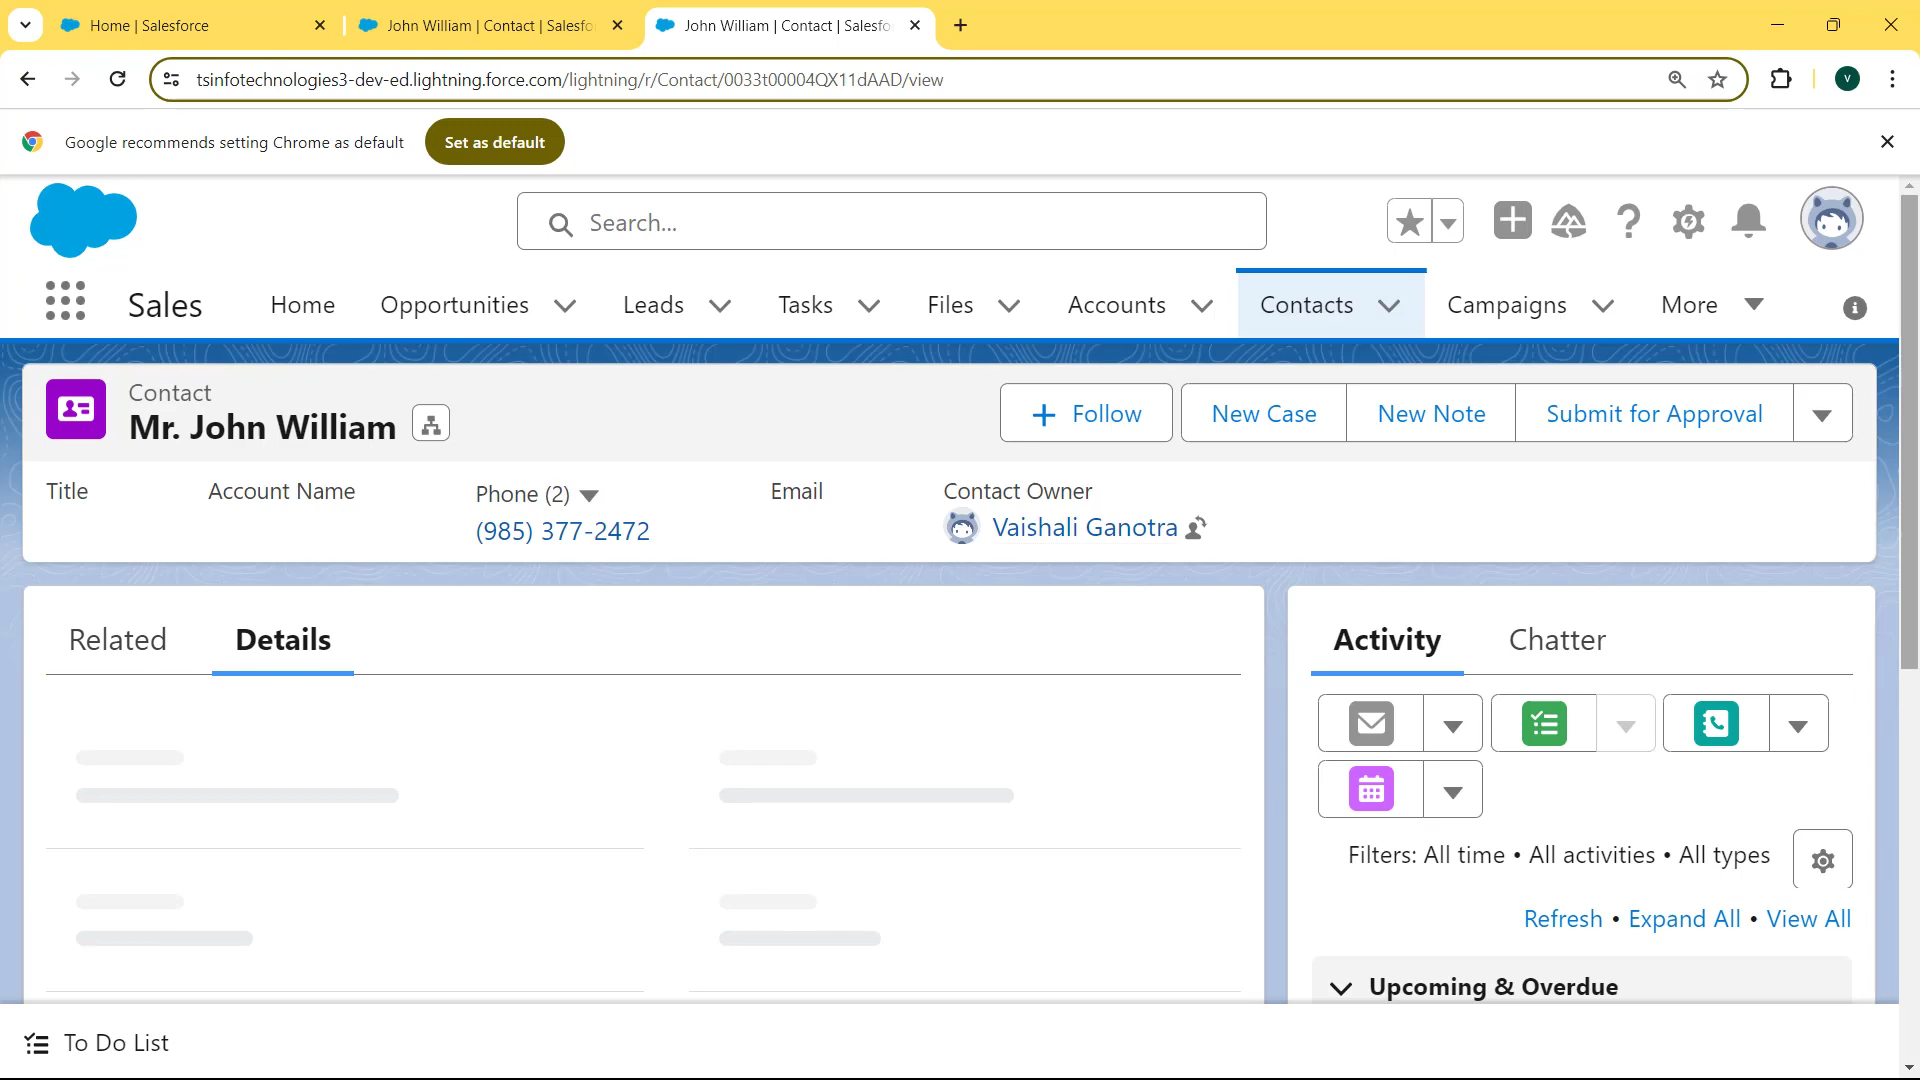 Home | Salesforce
John William | Contact | Salesfo
John William | Contact | Salesfo
tsinfotechnologies3-dev-ed.lightning.force.com/lightning/r/Contact/0033t00004QX11dAAD/view
V
Google recommends setting Chrome as default
Set as default
Search...
Sales
Home
Opportunities
Leads
Tasks
Files
Accounts
Contacts
Campaigns
More
Contact
Mr. John William
Follow
New Case
New Note
Submit for Approval
Title
Account Name
Phone (2)
Email
Contact Owner
(985) 377-2472
Vaishali Ganotra
Related
Details
Activity
Chatter
Filters: All time • All activities • All types
Refresh • Expand All • View All
Upcoming & Overdue
To Do List